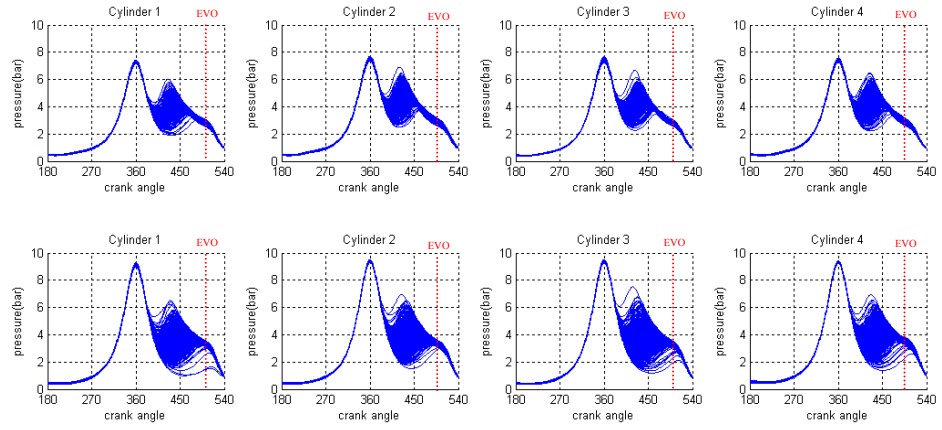 Cylinder 1
EVO
10
8
6
4
2
0
pressure(bar)
180
270
360
450
540
crank angle
Cylinder 2
EVO
10
8
6
4
2
0
pressure(bar)
180
270
360
450
540
crank angle
Cylinder 3
EVO
10
8
6
4
2
0
pressure(bar)
180
270
360
450
540
crank angle
Cylinder 4
EVO
10
8
6
4
2
0
pressure(bar)
180
270
360
450
540
crank angle
Cylinder 1
EVO
10
8
6
4
2
0
pressure(bar)
180
270
360
450
540
crank angle
Cylinder 2
EVO
10
8
6
4
2
0
pressure(bar)
180
270
360
450
540
crank angle
Cylinder 3
EVO
10
8
6
4
2
0
pressure(bar)
180
270
360
450
540
crank angle
Cylinder 4
EVO
10
8
6
4
2
0
pressure(bar)
180
270
360
450
540
crank angle